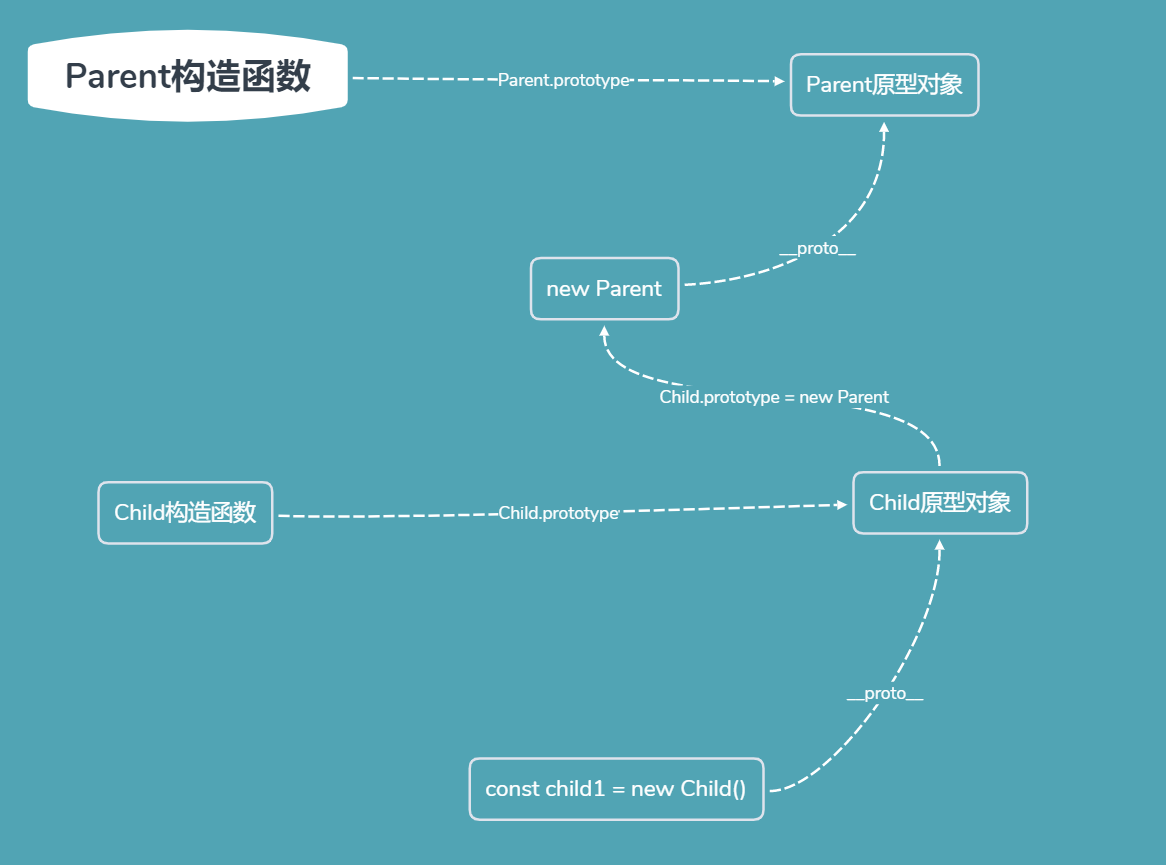 Parent构造函数
Parent.prototype
Parent原型对象
__proto__
new Parent
Child.prototype = new Parent
Child构造函数
Child.prototype
Child原型对象
__proto__
const child1 = new Child()